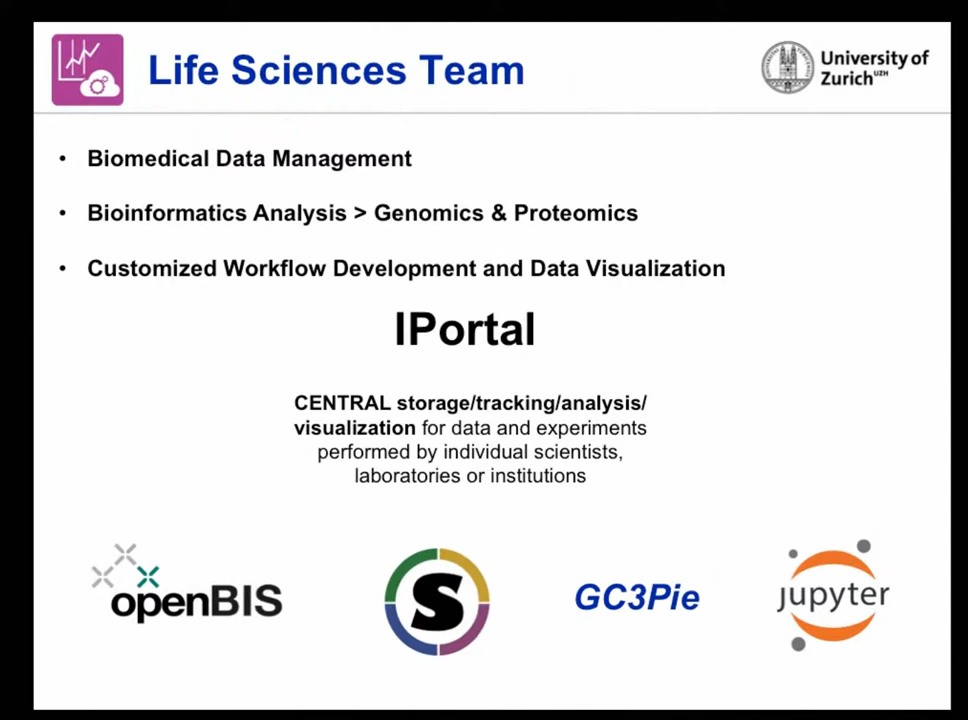 Life Sciences Team
University of
Zurich UZH
• Biomedical Data Management
• Bioinformatics Analysis > Genomics & Proteomics
• Customized Workflow Development and Data Visualization
IPortal
CENTRAL storage/tracking/analysis/
visualization for data and experiments
performed by individual scientists,
laboratories or institutions
openBIS
S
GC3Pie
jupyter